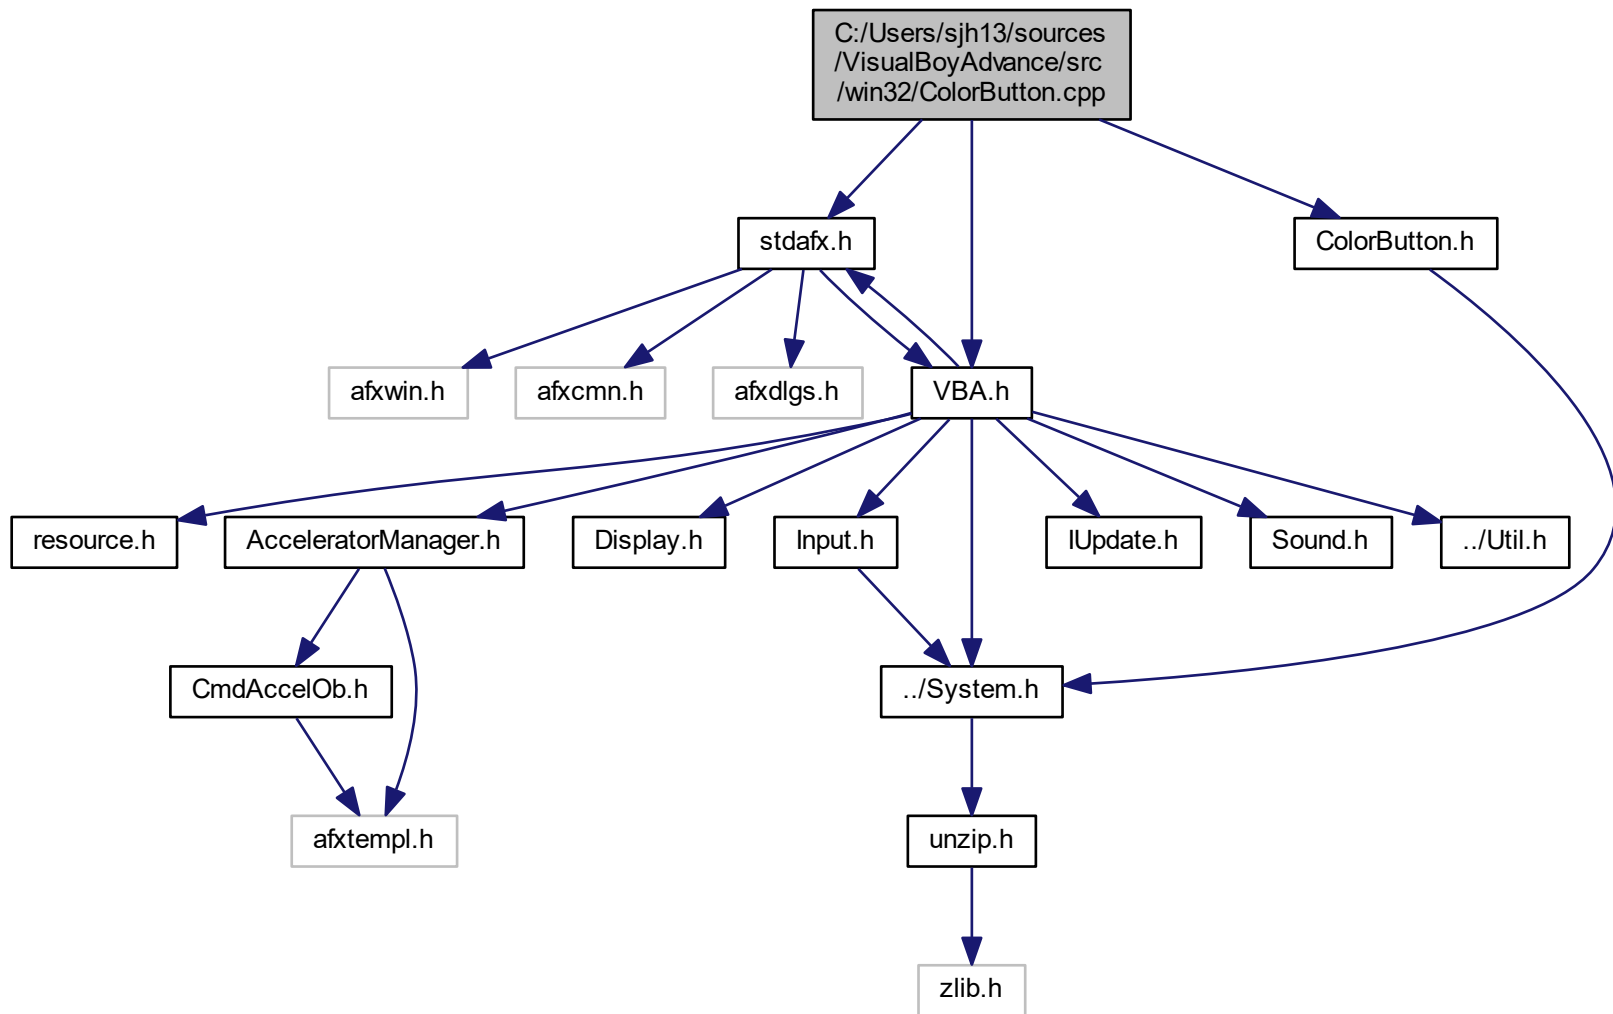 C:/Users/sjh13/sources
/VisualBoyAdvance/src
/win32/ColorButton.cpp
stdafx.h
ColorButton.h
afxwin.h
afxcmn.h
afxdlgs.h
VBA.h
resource.h
AcceleratorManager.h
Display.h
Input.h
IUpdate.h
Sound.h
../Util.h
CmdAccelOb.h
../System.h
afxtempl.h
unzip.h
zlib.h